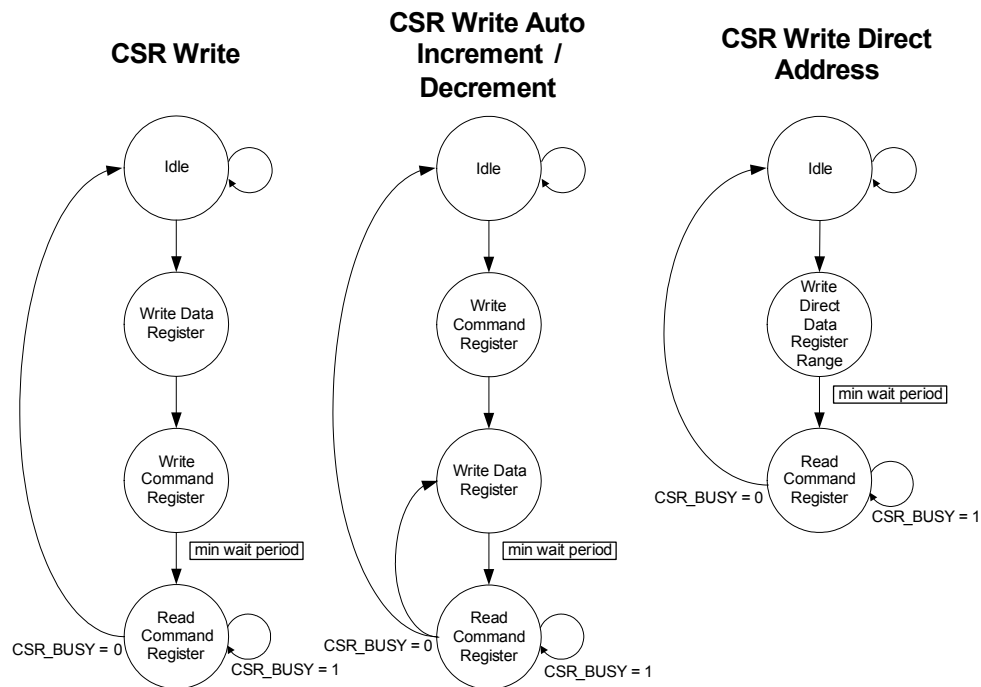 CSR Write
Idle
Write Data
Register
Write
Command
Register
min wait period
Read
Command
Register
CSR_BUSY = 0
CSR_BUSY = 1
CSR Write Auto
Increment /
Decrement
Idle
Write
Command
Register
Write Data
Register
min wait period
Read
Command
Register
CSR_BUSY = 0
CSR_BUSY = 1
CSR Write Direct
Address
Idle
Write
Direct
Data
Register
Range
min wait period
Read
Command
Register
CSR_BUSY = 0
CSR_BUSY = 1